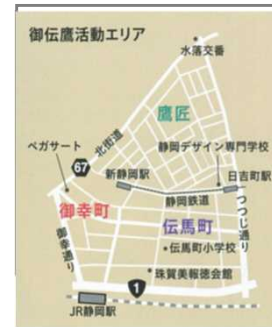 御伝鷹活動エリア
水落交番
北街道
鷹匠
67
ペガサート
静岡デザイン専門学校
新静岡駅
日吉町駅
静岡鉄道
つつじ通り
御幸町
伝馬町
御幸通り
伝馬町小学校
珠賀美報徳会館
1
JR静岡駅